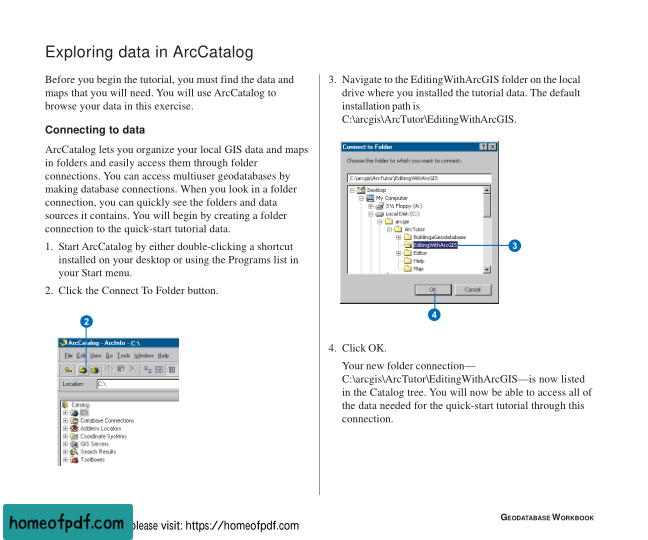 Exploring data in ArcCatalog
Before you begin the tutorial, you must find the data and
maps that you will need. You will use ArcCatalog to
browse your data in this exercise.
Connecting to data
ArcCatalog lets you organize your local GIS data and maps
in folders and easily access them through folder
connections. You can access multiuser geodatabases by
making database connections. When you look in a folder
connection, you can quickly see the folders and data
sources it contains. You will begin by creating a folder
connection to the quick-start tutorial data.
1. Start ArcCatalog by either double-clicking a shortcut
installed on your desktop or using the Programs list in
your Start menu.
2. Click the Connect To Folder button.
2
ArcCatalog - ArcInfo - C:\
File Edit View Go Tools Window Help
Location: C:\
Catalog
C:\
Database Connections
Address Locators
Coordinate Systems
GIS Servers
Search Results
Toolboxes
3. Navigate to the EditingWithArcGIS folder on the local
drive where you installed the tutorial data. The default
installation path is
C:\arcgis\ArcTutor\EditingWithArcGIS.
Connect to Folder
Choose the folder to which you want to connect:
C:\arcgis\ArcTutor\EditingWithArcGIS
Desktop
My Computer
3½ Floppy (A:)
Local Disk (C:)
arcgis
ArcTutor
BuildingaGeodatabase
EditingWithArcGIS
Editor
Help
Map
3
OK Cancel
4
4. Click OK.
Your new folder connection—
C:\arcgis\ArcTutor\EditingWithArcGIS—is now listed
in the Catalog tree. You will now be able to access all of
the data needed for the quick-start tutorial through this
connection.
GEODATABASE WORKBOOK
homeofpdf.com please visit: https://homeofpdf.com